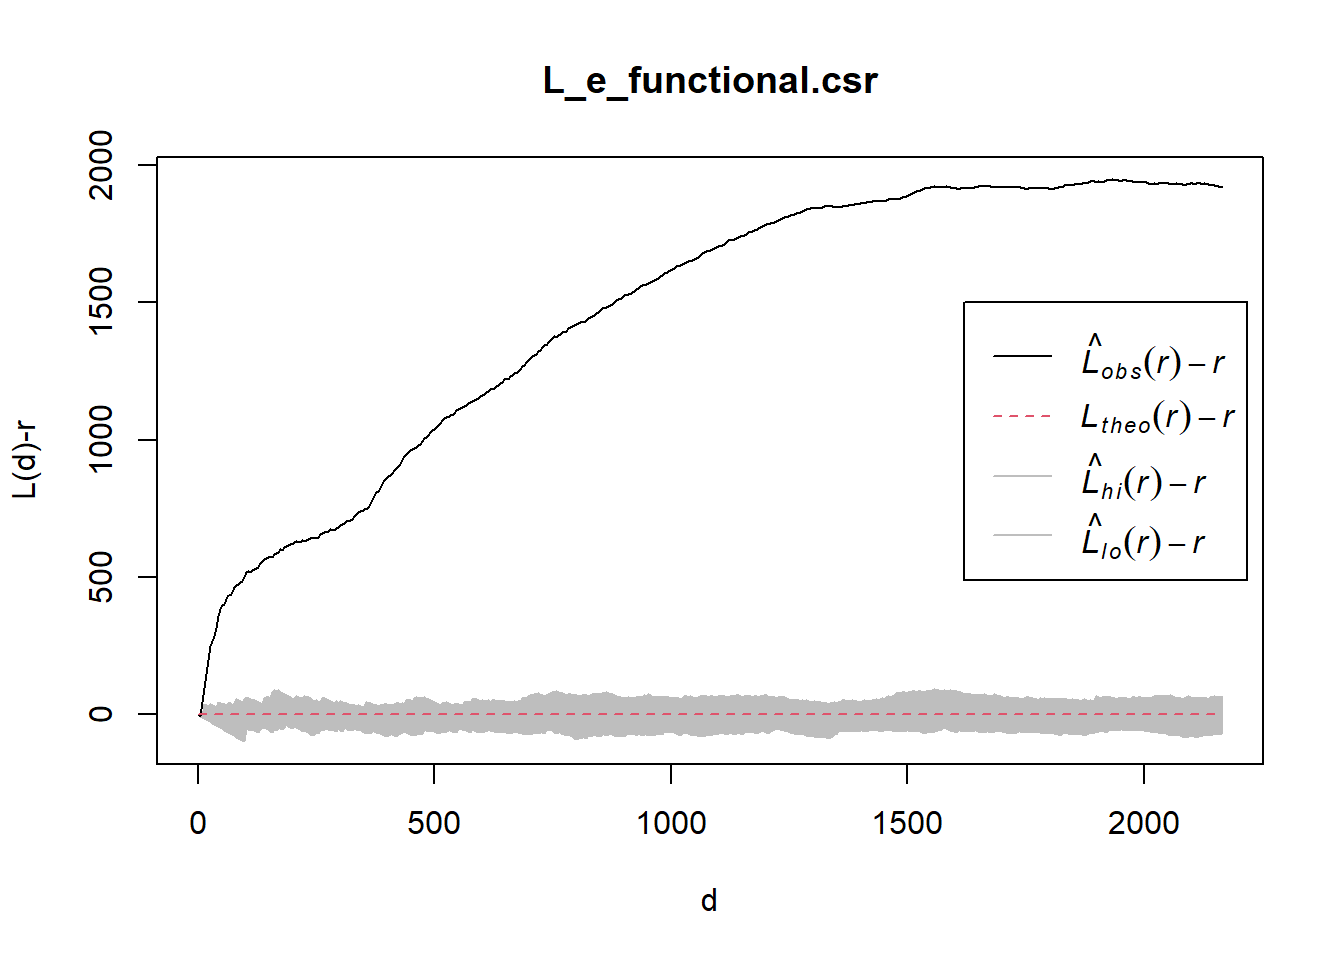 L_e_functional.csr
L(d)-r
2000
1500
1000
500
0
L̂obs(r) − r
Ltheo(r) − r
L̂hi(r) − r
L̂lo(r) − r
0 500 1000 1500 2000
d